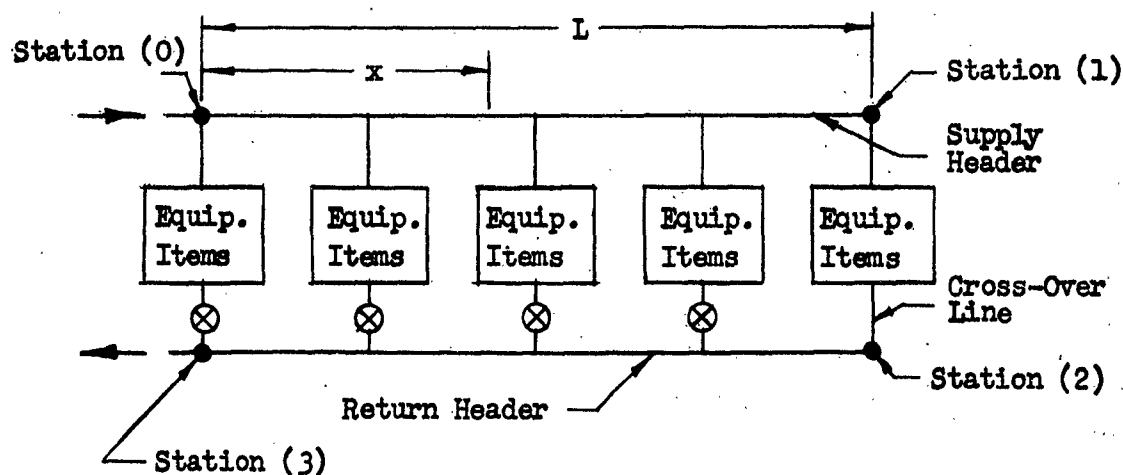 L
Station (0)
x
Station (1)
Supply
Header
Equip.
Items
Equip.
Items
Equip.
Items
Equip.
Items
Equip.
Items
Cross-Over
Line
Station (2)
Return Header
Station (3)